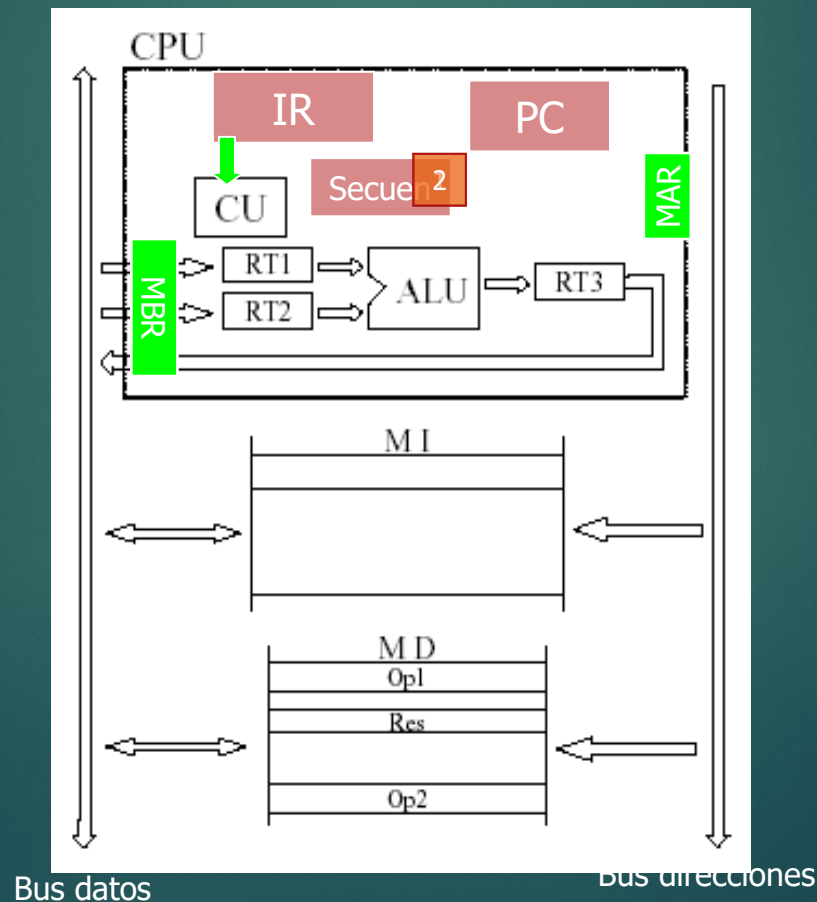 CPU
IR
PC
Secuen
2
MAR
CU
MBR
RT1
RT2
ALU
RT3
M I
M D
Op1
Res
Op2
Bus datos
Bus direcciones